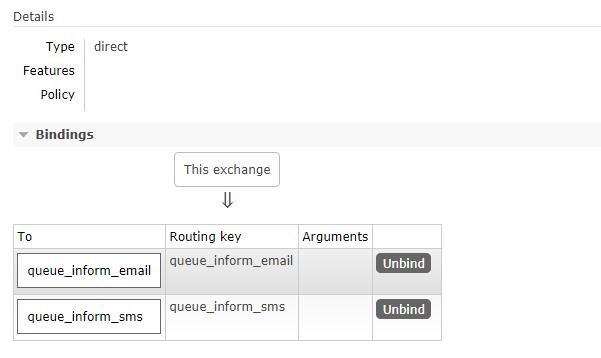 Details
Type direct
Features
Policy
Bindings
This exchange
⇓
To Routing key Arguments
queue_inform_email queue_inform_email Unbind
queue_inform_sms queue_inform_sms Unbind